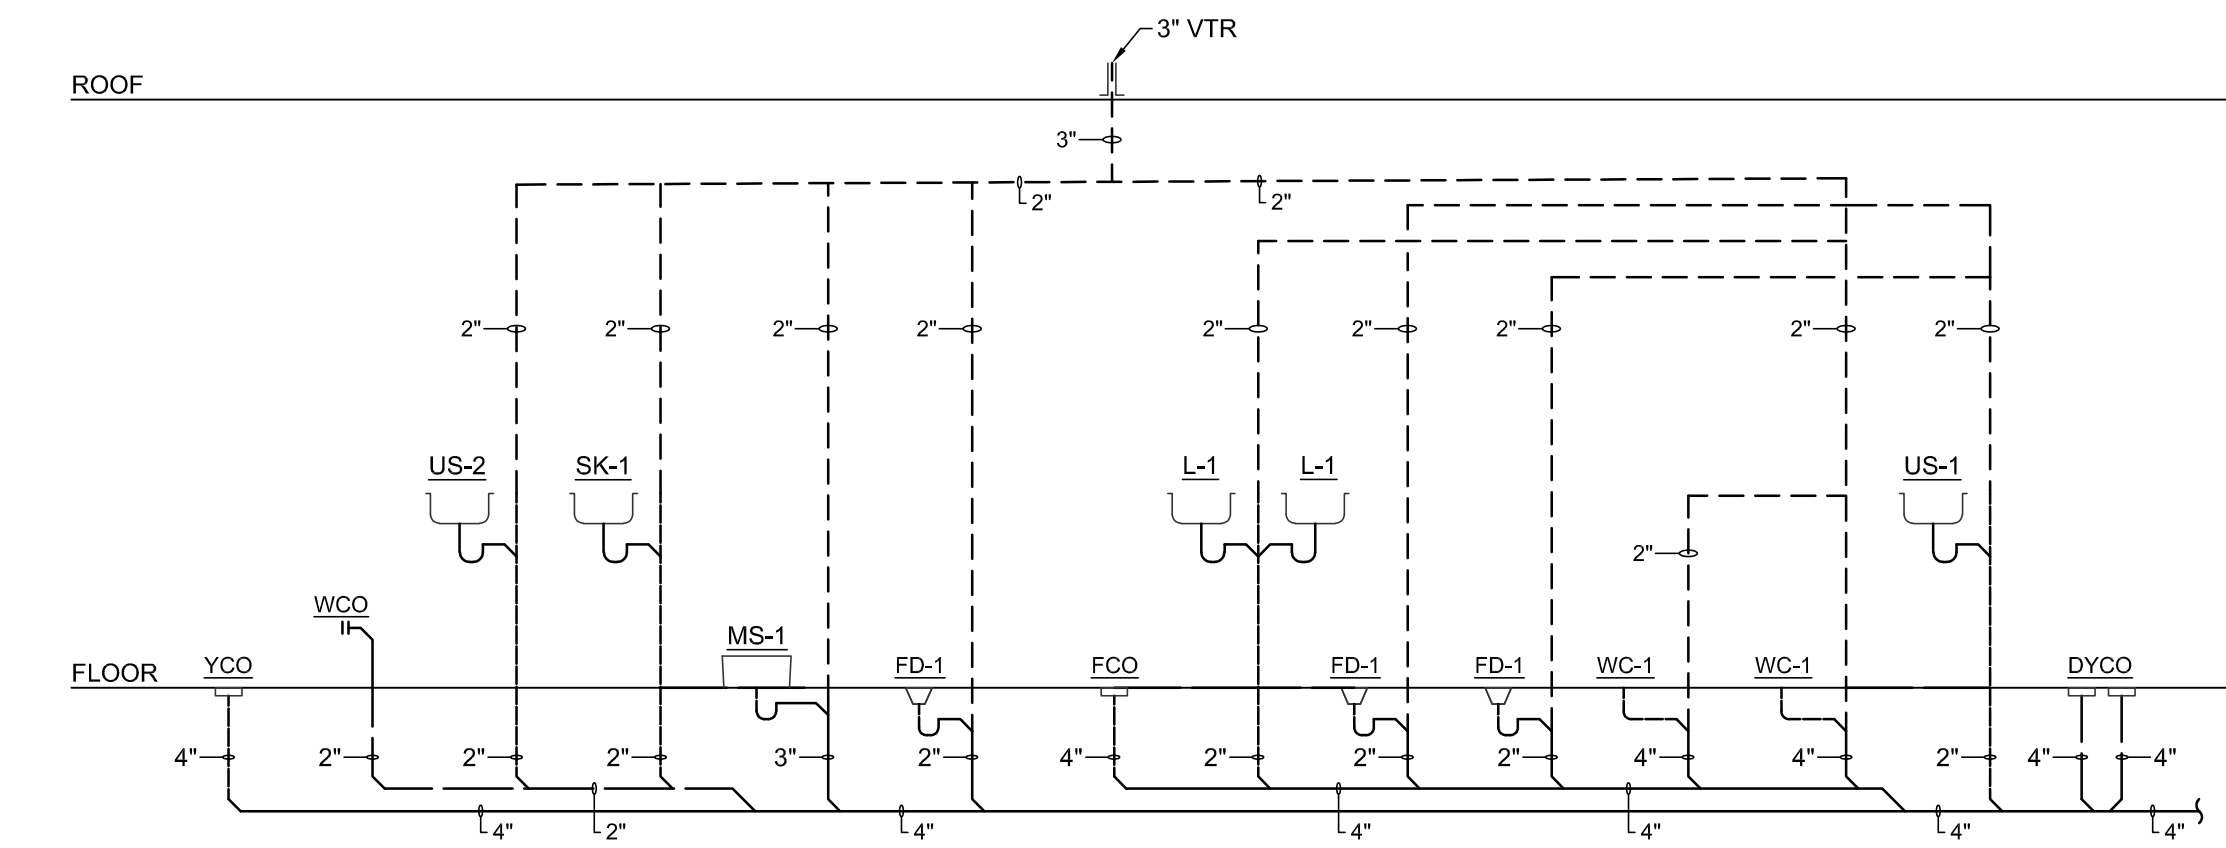 3" VTR
ROOF
3"
2" 2"
2" 2" 2" 2" 2" 2" 2" 2" 2"
US-2 SK-1 L-1 L-1 US-1
2"
WCO
MS-1
FLOOR YCO FD-1 FCO FD-1 FD-1 WC-1 WC-1 DYCO
4" 2" 2" 2" 3" 2" 4" 2" 2" 2" 4" 4" 2" 4" 4"
4" 2" 4" 4" 4" 4" 4"